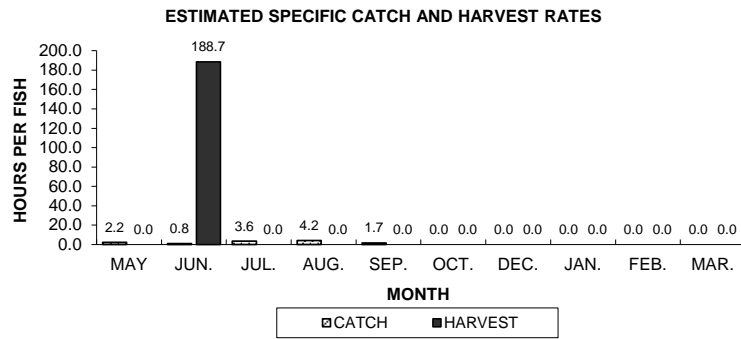 ESTIMATED SPECIFIC CATCH AND HARVEST RATES
HOURS PER FISH
200.0
180.0
160.0
140.0
120.0
100.0
80.0
60.0
40.0
20.0
0.0
2.2 0.0 0.8 188.7 3.6 0.0 4.2 0.0 1.7 0.0 0.0 0.0 0.0 0.0 0.0 0.0 0.0 0.0 0.0 0.0
MAY JUN. JUL. AUG. SEP. OCT. DEC. JAN. FEB. MAR.
MONTH
CATCH HARVEST